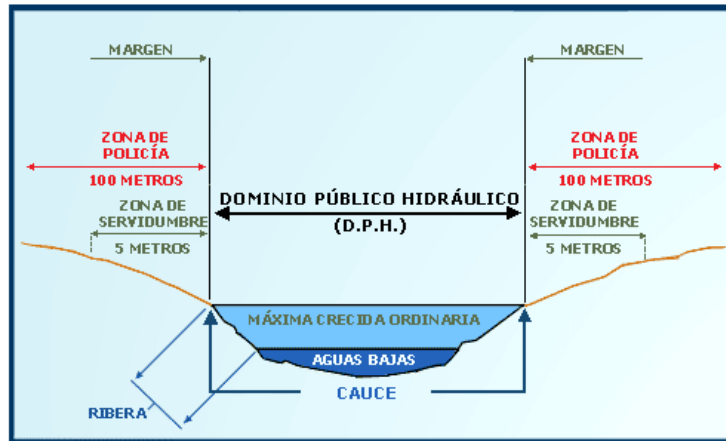 MARGEN
MARGEN
ZONA DE
POLICÍA
100 METROS
ZONA DE
POLICÍA
100 METROS
DOMINIO PÚBLICO HIDRÁULICO
(D.P.H.)
ZONA DE
SERVIDUMBRE
5 METROS
ZONA DE
SERVIDUMBRE
5 METROS
MÁXIMA CRECIDA ORDINARIA
AGUAS BAJAS
CAUCE
RIBERA